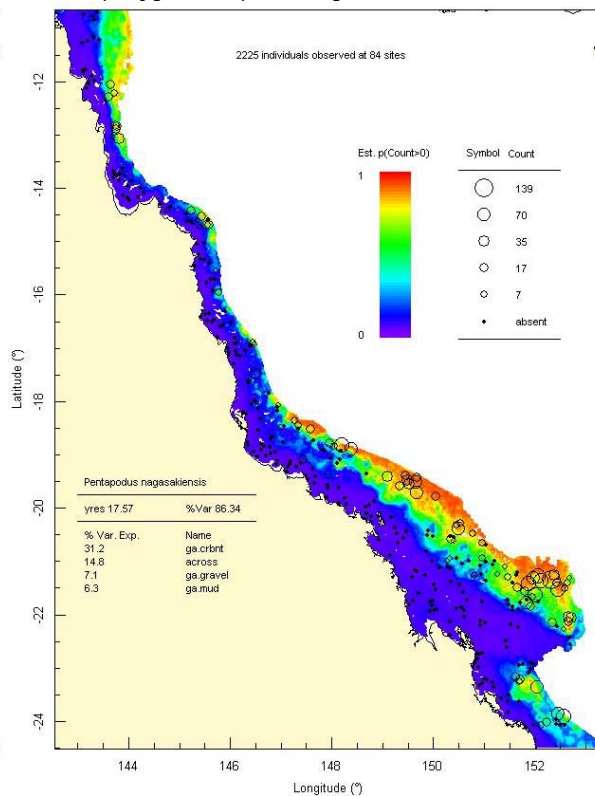 2225 individuals observed at 84 sites
Est. p(Count>0)
1
0
Symbol Count
139
70
35
17
7
absent
Latitude (°)
-12
-14
-16
-18
-20
-22
-24
Pentapodus nagasakiensis
yres 17.57 %Var 86.34
% Var. Exp. Name
31.2 ga.crbnt
14.8 across
7.1 ga.gravel
6.3 ga.mud
144 146 148 150 152
Longitude (°)